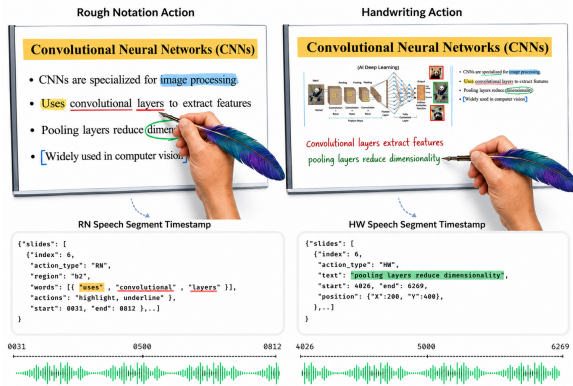 Rough Notation Action
Convolutional Neural Networks (CNNs)
• CNNs are specialized for image processing.
• Uses convolutional layers to extract features
• Pooling layers reduce
• [Widely used in computer vision]
RN Speech Segment Timestamp
{"slides": [
{"index": 6,
"action_type": "RN",
"region": "b2",
"words": [{ "uses" , "convolutional" , "layers" }],
"actions": "highlight, underline" },
"start": 0031, "end": 0812 },..]
}
0031 0500 0812
Handwriting Action
Convolutional Neural Networks (CNNs)
(AI Deep Learning)
• CNNs are specialized for image processing.
• Uses convolutional layers to extract features
• Pooling layers reduce dimensionality
• [Widely used in computer vision]
Convolutional layers extract features
pooling layers reduce dimensionality
HW Speech Segment Timestamp
{"slides": [
{"index": 6,
"action_type": "HW",
"text": "pooling layers reduce dimensionality",
"start": 4026, "end": 6269,
"position": {"X":200, "Y":400},
},..]
}
4026 5000 6269